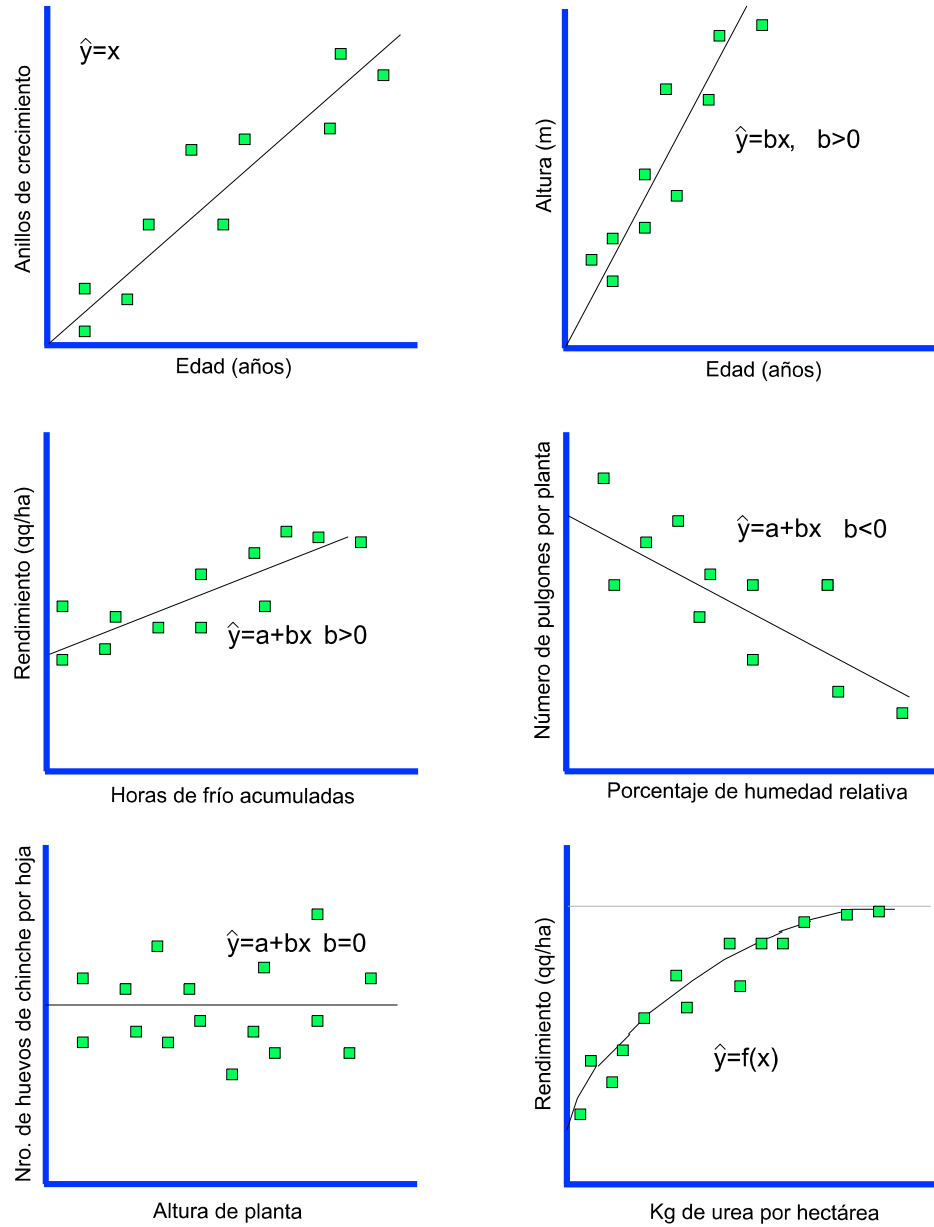 ŷ=x
Anillos de crecimiento
Edad (años)
ŷ=bx, b>0
Altura (m)
Edad (años)
Rendimiento (qq/ha)
ŷ=a+bx b>0
Horas de frío acumuladas
Número de pulgones por planta
ŷ=a+bx b<0
Porcentaje de humedad relativa
Nro. de huevos de chinche por hoja
ŷ=a+bx b=0
Altura de planta
Rendimiento (qq/ha)
ŷ=f(x)
Kg de urea por hectárea